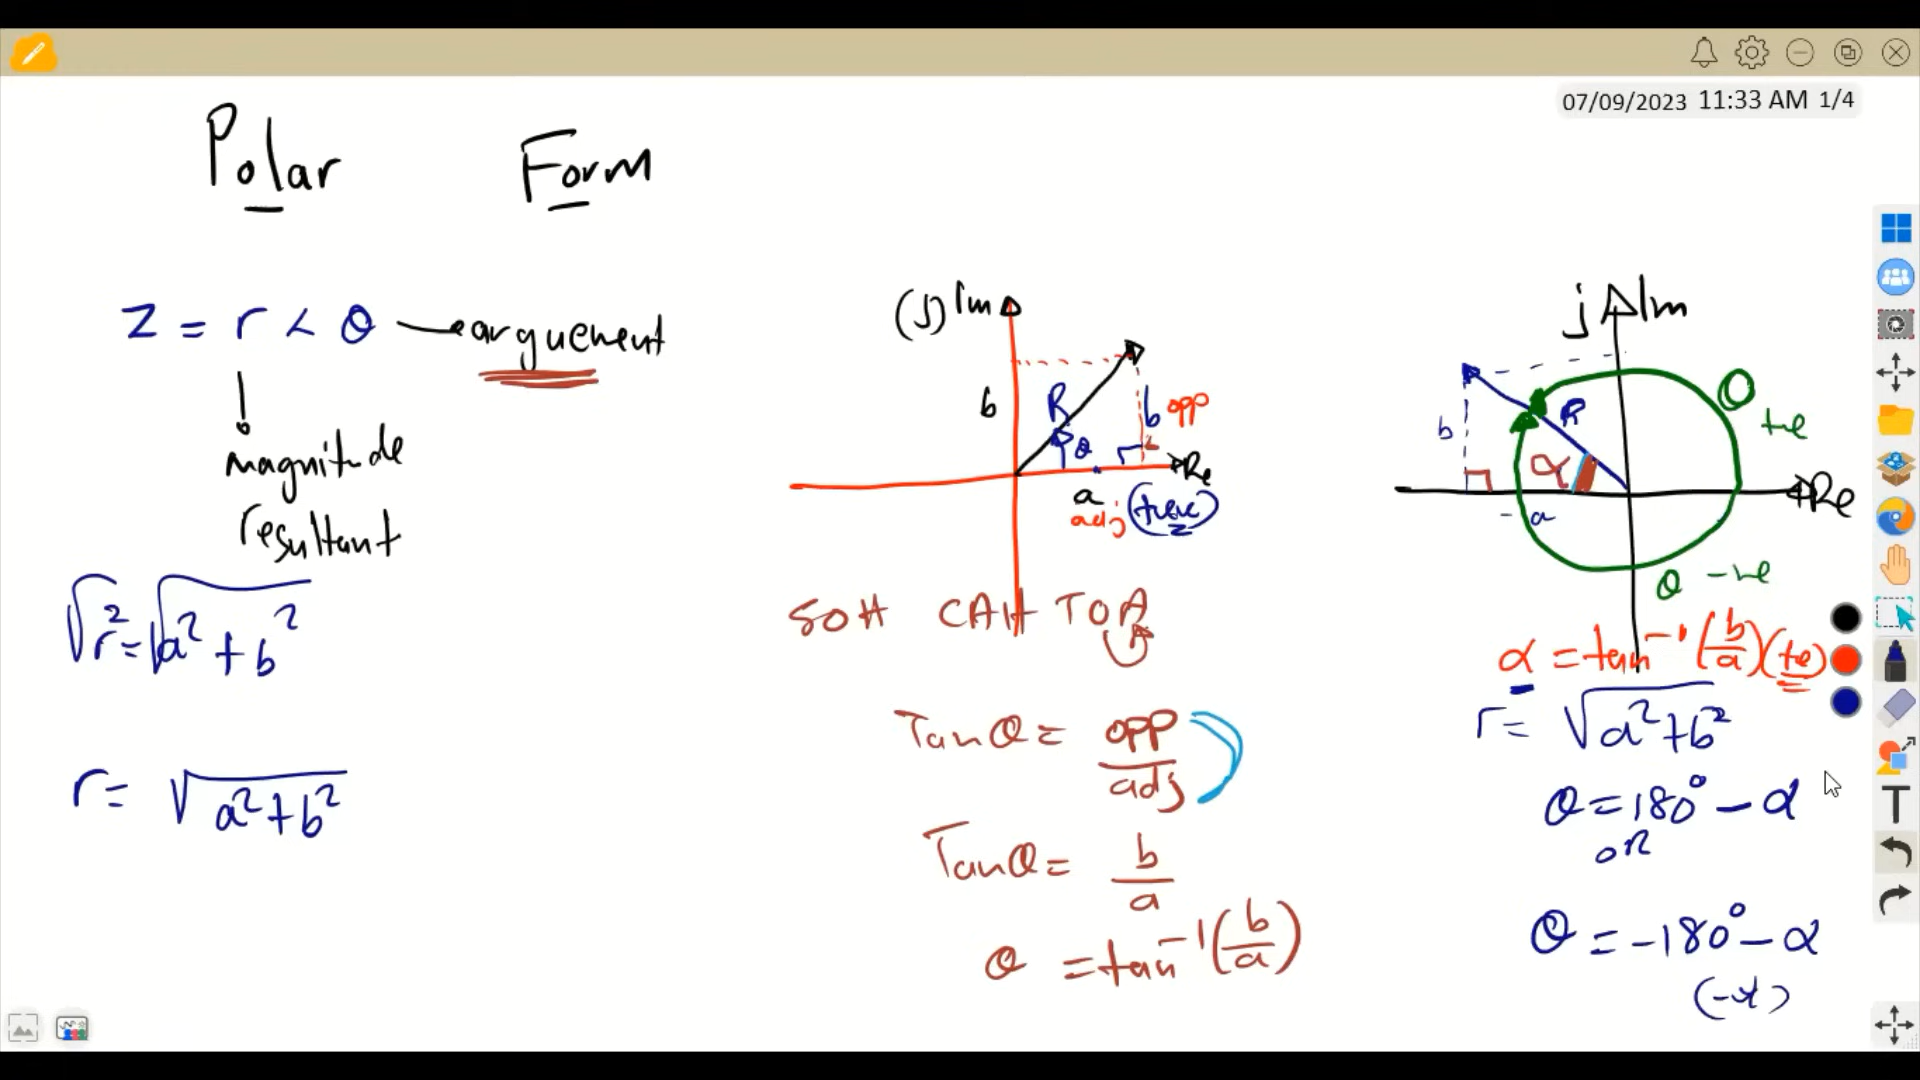 07/09/2023 11:33 AM 1/4
Polar Form
z = r < θ arguement
magnitude
resultant
√r² = √a² + b²
r = √a²+b²
(j) Im
b
R
θ
b opp
Re
a
adj
SOH CAH TOA
Tanθ = opp/adj
Tanθ = b/a
θ = tan⁻¹(b/a)
j Im
θ
+ve
b
R
α
Re
-a
θ -ve
α = tan⁻¹(b/a)(+ve)
r = √a²+b²
θ = 180° - α
OR
θ = -180° - α
T